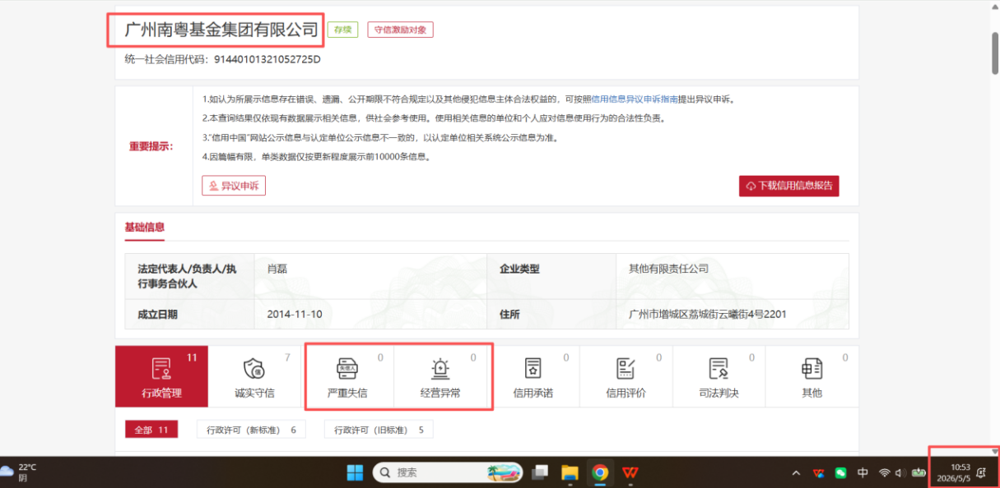 广州南粤基金集团有限公司 存续 守信激励对象
统一社会信用代码：91440101321052725D
重要提示：
1.如认为所展示信息存在错误、遗漏、公开期限不符合规定以及其他侵犯信息主体合法权益的，可按照信用信息异议申诉指南提出异议申诉。
2.本查询结果仅依现有数据展示相关信息，供社会参考使用。使用相关信息的单位和个人应对信息使用行为的合法性负责。
3.“信用中国”网站公示信息与认定单位公示信息不一致的，以认定单位相关系统公示信息为准。
4.因篇幅有限，单类数据仅按更新程度展示前10000条信息。
异议申诉 下载信用信息报告
基础信息
法定代表人/负责人/执行事务合伙人 肖磊 企业类型 其他有限责任公司
成立日期 2014-11-10 住所 广州市增城区荔城街云曦街4号2201
11 7 0 0 0 0 0 0
失信人 信
行政管理 诚实守信 严重失信 经营异常 信用承诺 信用评价 司法判决 其他
全部 11 行政许可（新标准） 6 行政许可（旧标准） 5
22°C
阴
搜索
中
10:53
2026/5/5